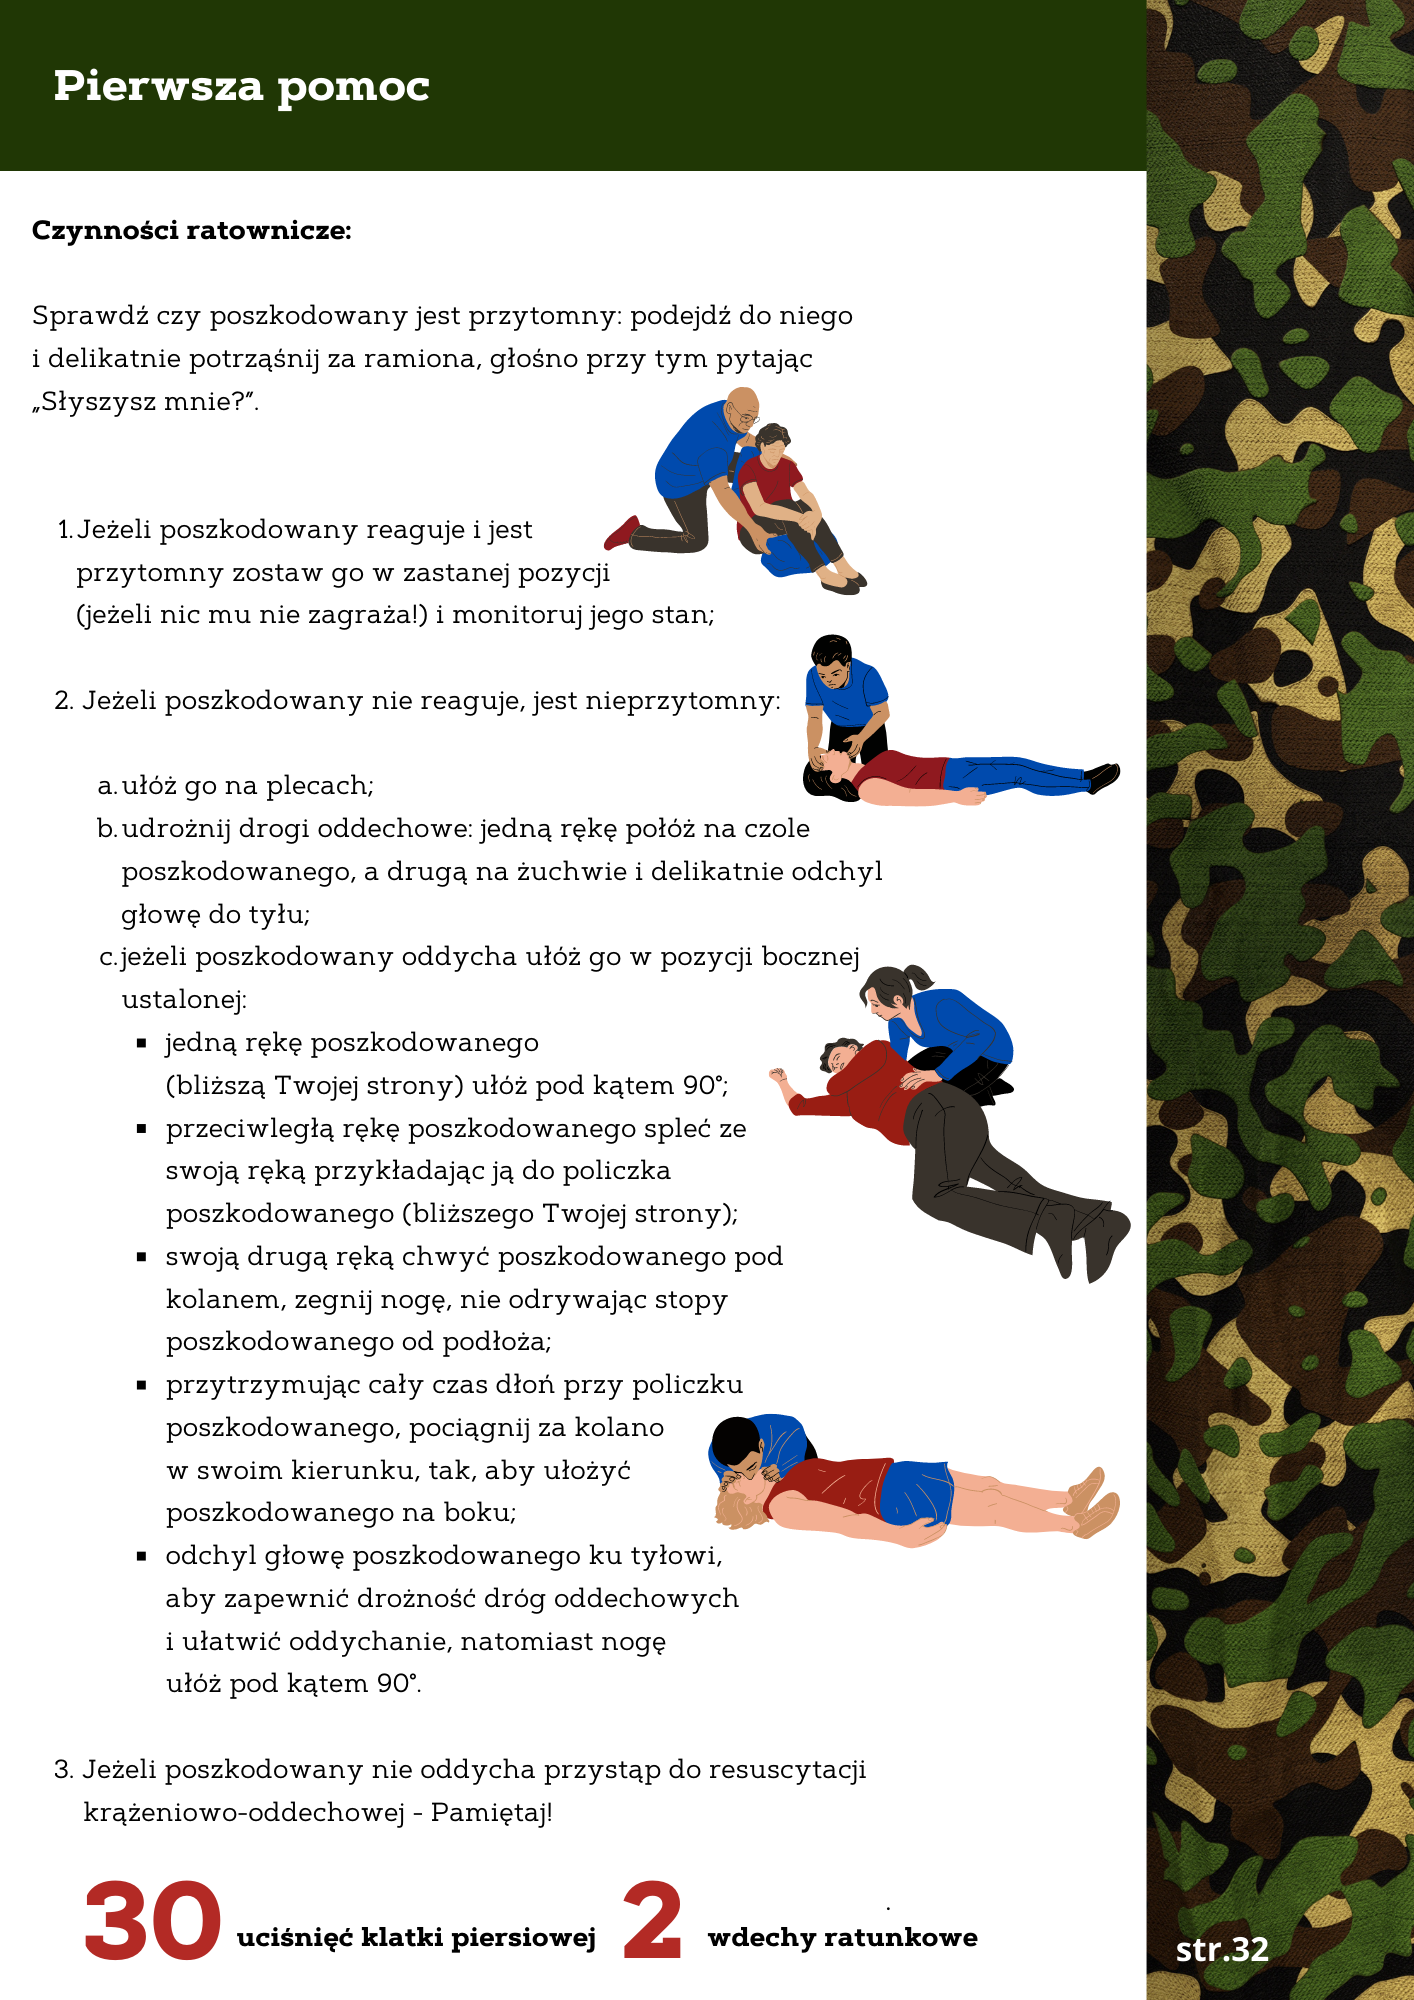 Pierwsza pomoc
Czynności ratownicze:
Sprawdź czy poszkodowany jest przytomny: podejdź do niego
i delikatnie potrząśnij za ramiona, głośno przy tym pytając
„Słyszysz mnie?”.
1. Jeżeli poszkodowany reaguje i jest
przytomny zostaw go w zastanej pozycji
(jeżeli nic mu nie zagraża!) i monitoruj jego stan;
2. Jeżeli poszkodowany nie reaguje, jest nieprzytomny:
a. ułóż go na plecach;
b. udrożnij drogi oddechowe: jedną rękę połóż na czole
poszkodowanego, a drugą na żuchwie i delikatnie odchyl
głowę do tyłu;
c. jeżeli poszkodowany oddycha ułóż go w pozycji bocznej
ustalonej:
▪ jedną rękę poszkodowanego
(bliższą Twojej strony) ułóż pod kątem 90°;
▪ przeciwległą rękę poszkodowanego spleć ze
swoją ręką przykładając ją do policzka
poszkodowanego (bliższego Twojej strony);
▪ swoją drugą ręką chwyć poszkodowanego pod
kolanem, zegnij nogę, nie odrywając stopy
poszkodowanego od podłoża;
▪ przytrzymując cały czas dłoń przy policzku
poszkodowanego, pociągnij za kolano
w swoim kierunku, tak, aby ułożyć
poszkodowanego na boku;
▪ odchyl głowę poszkodowanego ku tyłowi,
aby zapewnić drożność dróg oddechowych
i ułatwić oddychanie, natomiast nogę
ułóż pod kątem 90°.
3. Jeżeli poszkodowany nie oddycha przystąp do resuscytacji
krążeniowo-oddechowej - Pamiętaj!
30 uciśnięć klatki piersiowej 2 wdechy ratunkowe
str.32